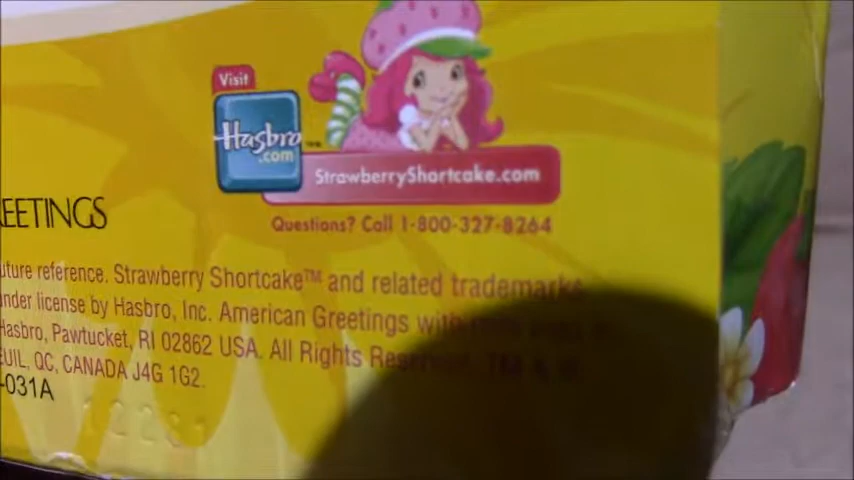 Visit
Hasbro
.com
StrawberryShortcake.com
Questions? Call 1-800-327-8264
EETINGS
uture reference. Strawberry Shortcake™ and related trademarks
under license by Hasbro, Inc. American Greetings with
Hasbro, Pawtucket, RI 02862 USA. All Rights Reserved. TM &
EUIL, QC, CANADA J4G 1G2.
-031A